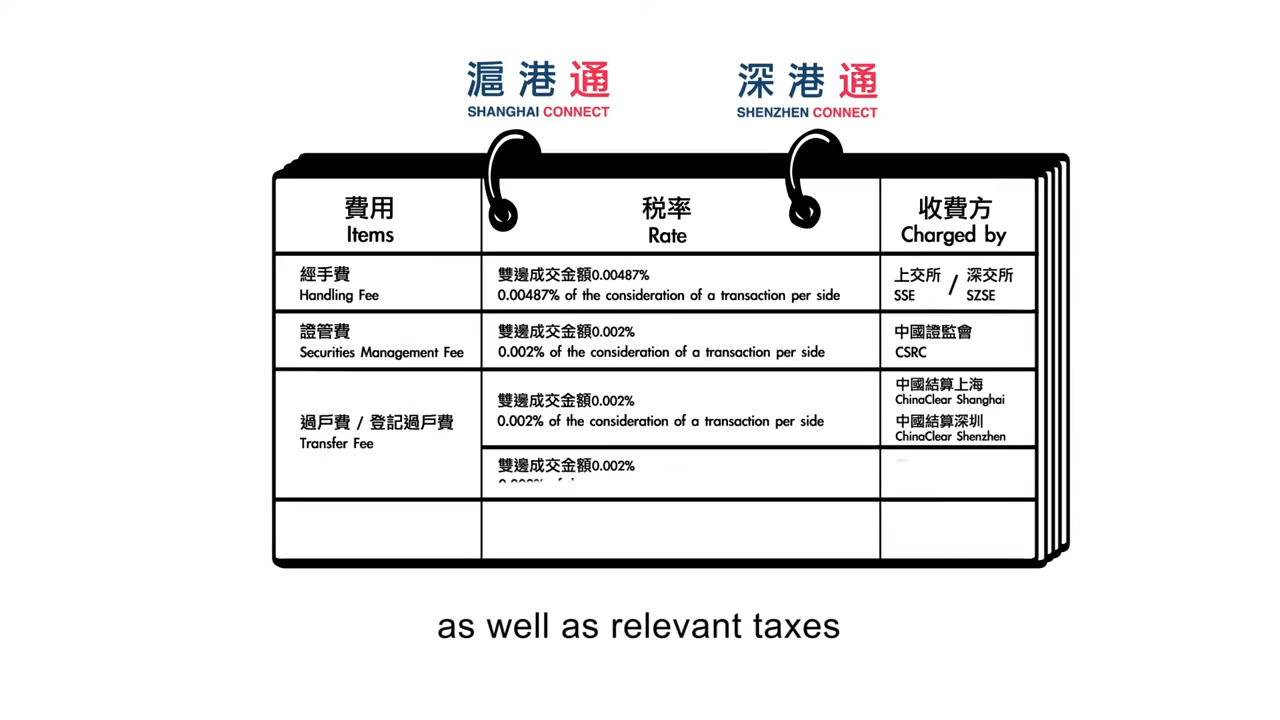 滬港通
SHANGHAI CONNECT
深港通
SHENZHEN CONNECT
費用
Items
税率
Rate
收費方
Charged by
經手費
Handling Fee
雙邊成交金額0.00487%
0.00487% of the consideration of a transaction per side
上交所 / 深交所
SSE SZSE
證管費
Securities Management Fee
雙邊成交金額0.002%
0.002% of the consideration of a transaction per side
中國證監會
CSRC
過戶費 / 登記過戶費
Transfer Fee
雙邊成交金額0.002%
0.002% of the consideration of a transaction per side
中國結算上海
ChinaClear Shanghai
中國結算深圳
ChinaClear Shenzhen
雙邊成交金額0.002%
as well as relevant taxes